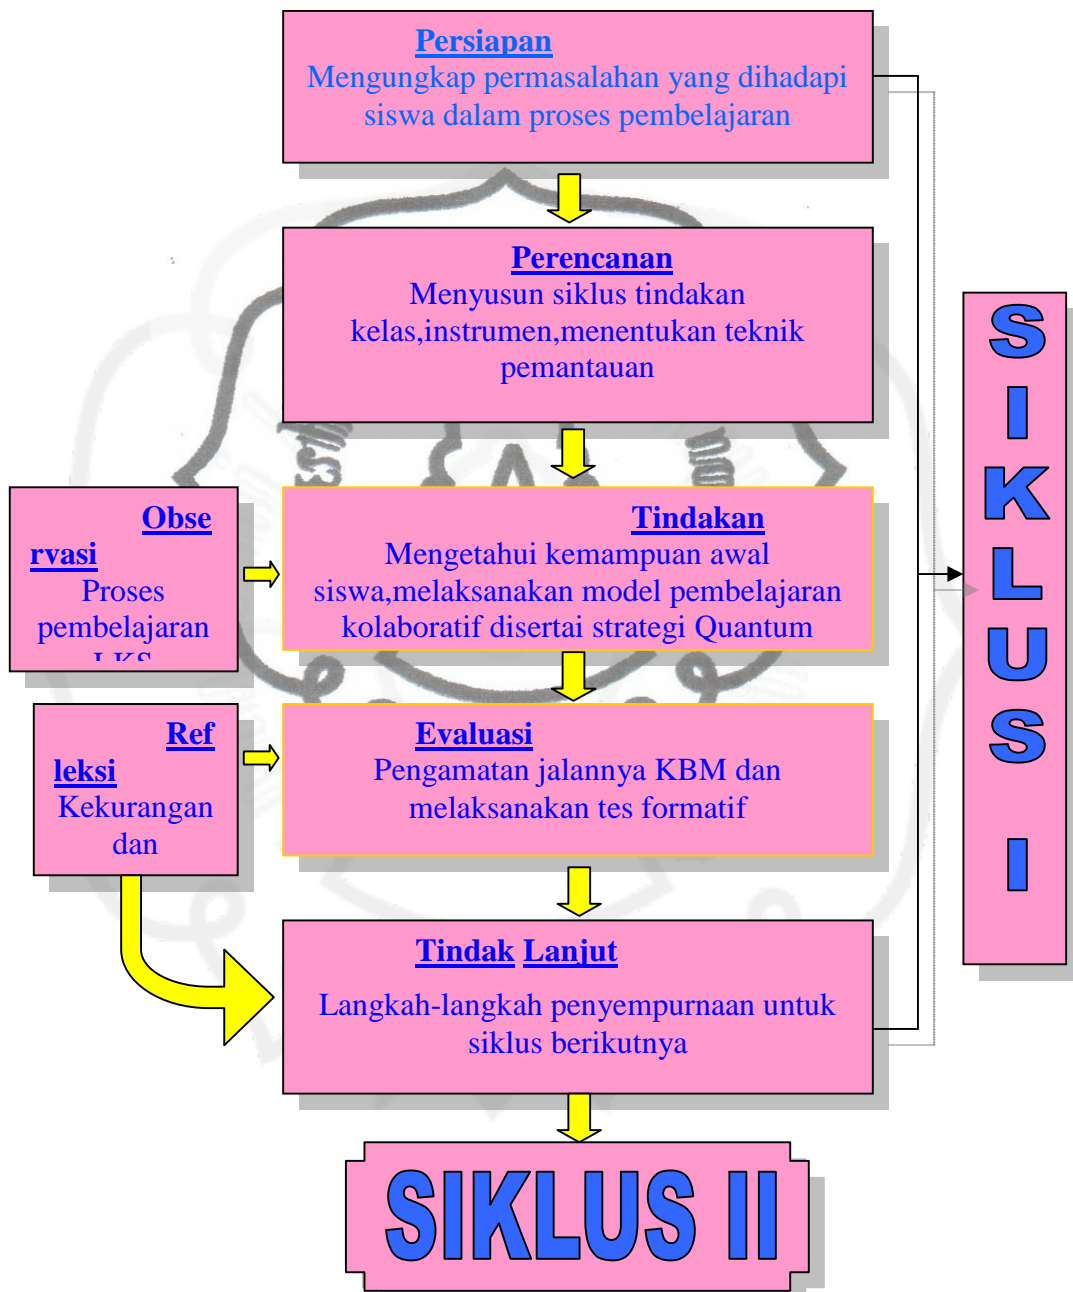 Persiapan
Mengungkap permasalahan yang dihadapi
siswa dalam proses pembelajaran
Perencanan
Menyusun siklus tindakan
kelas,instrumen,menentukan teknik
pemantauan
Obse
rvasi
Proses
pembelajaran
LKS
Tindakan
Mengetahui kemampuan awal
siswa,melaksanakan model pembelajaran
kolaboratif disertai strategi Quantum
Ref
leksi
Kekurangan
dan
Evaluasi
Pengamatan jalannya KBM dan
melaksanakan tes formatif
Tindak Lanjut
Langkah-langkah penyempurnaan untuk
siklus berikutnya
SIKLUS I
SIKLUS II